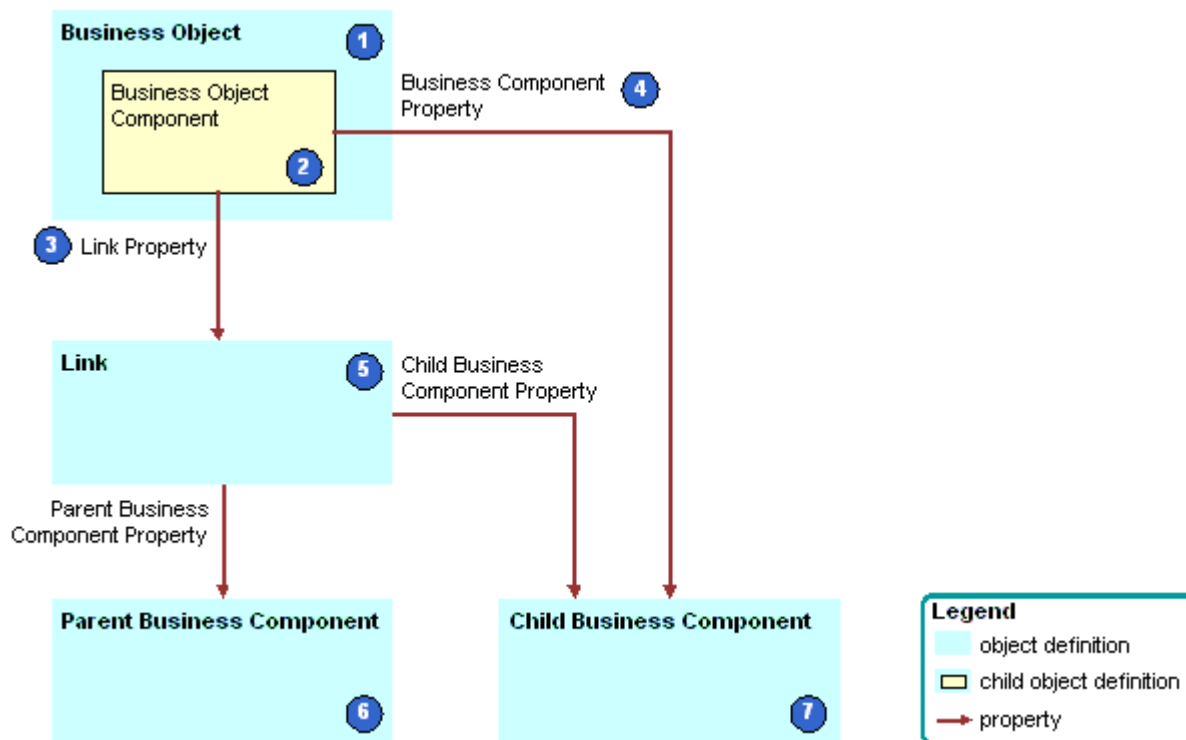 Business Object
1
Business Object
Component
2
Business Component
Property
4
3
Link Property
Link
5
Child Business
Component Property
Parent Business
Component Property
Parent Business Component
6
Child Business Component
7
Legend
object definition
child object definition
property